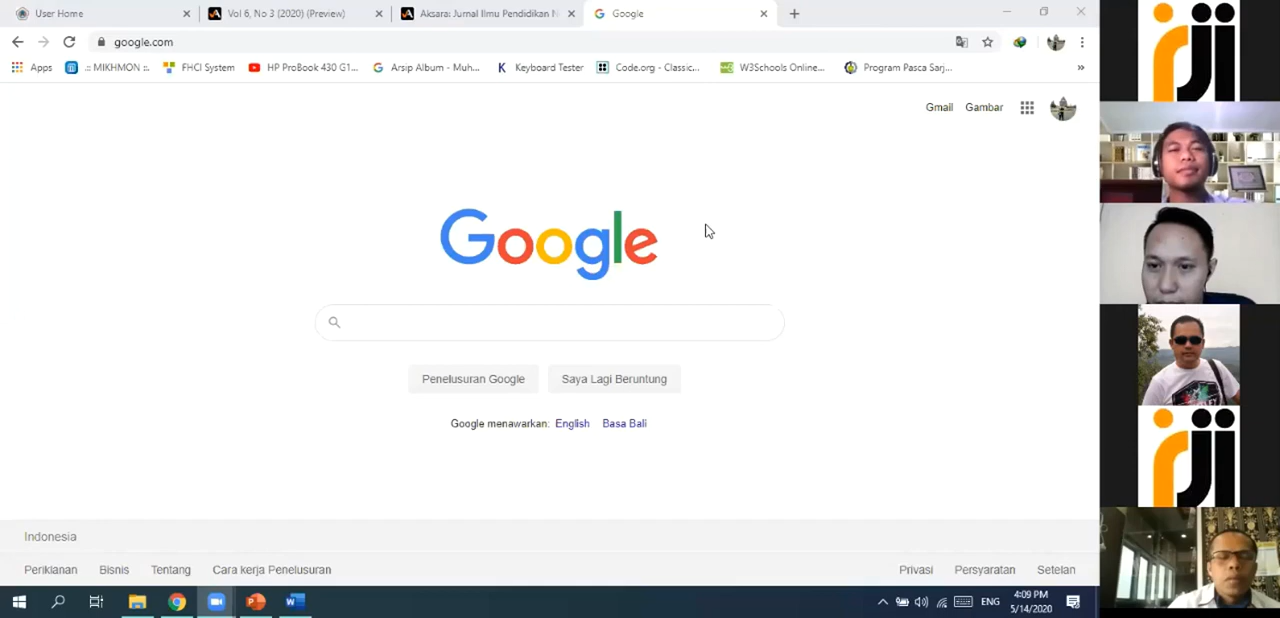 User Home
Vol 6, No 3 (2020) (Preview)
Aksara: Jurnal Ilmu Pendidikan N
Google
google.com
Apps
.:: MIKHMON ::.
FHCI System
HP ProBook 430 G1...
Arsip Album - Muh...
Keyboard Tester
Code.org - Classic...
W3Schools Online...
Program Pasca Sarj...
»
Gmail Gambar
Google
Penelusuran Google
Saya Lagi Beruntung
Google menawarkan: English Basa Bali
Indonesia
Periklanan Bisnis Tentang Cara kerja Penelusuran
Privasi Persyaratan Setelan
ENG
4:09 PM
5/14/2020
rji
rji